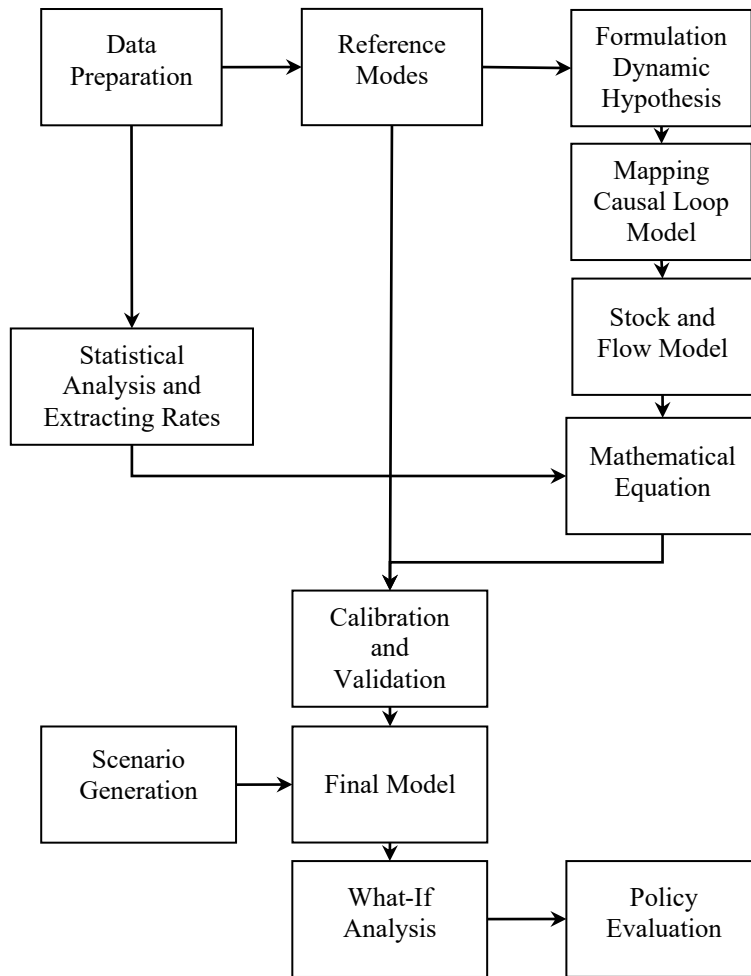 Data
Preparation
Reference
Modes
Formulation
Dynamic
Hypothesis
Mapping
Causal Loop
Model
Stock and
Flow Model
Statistical
Analysis and
Extracting Rates
Mathematical
Equation
Calibration
and
Validation
Scenario
Generation
Final Model
What-If
Analysis
Policy
Evaluation